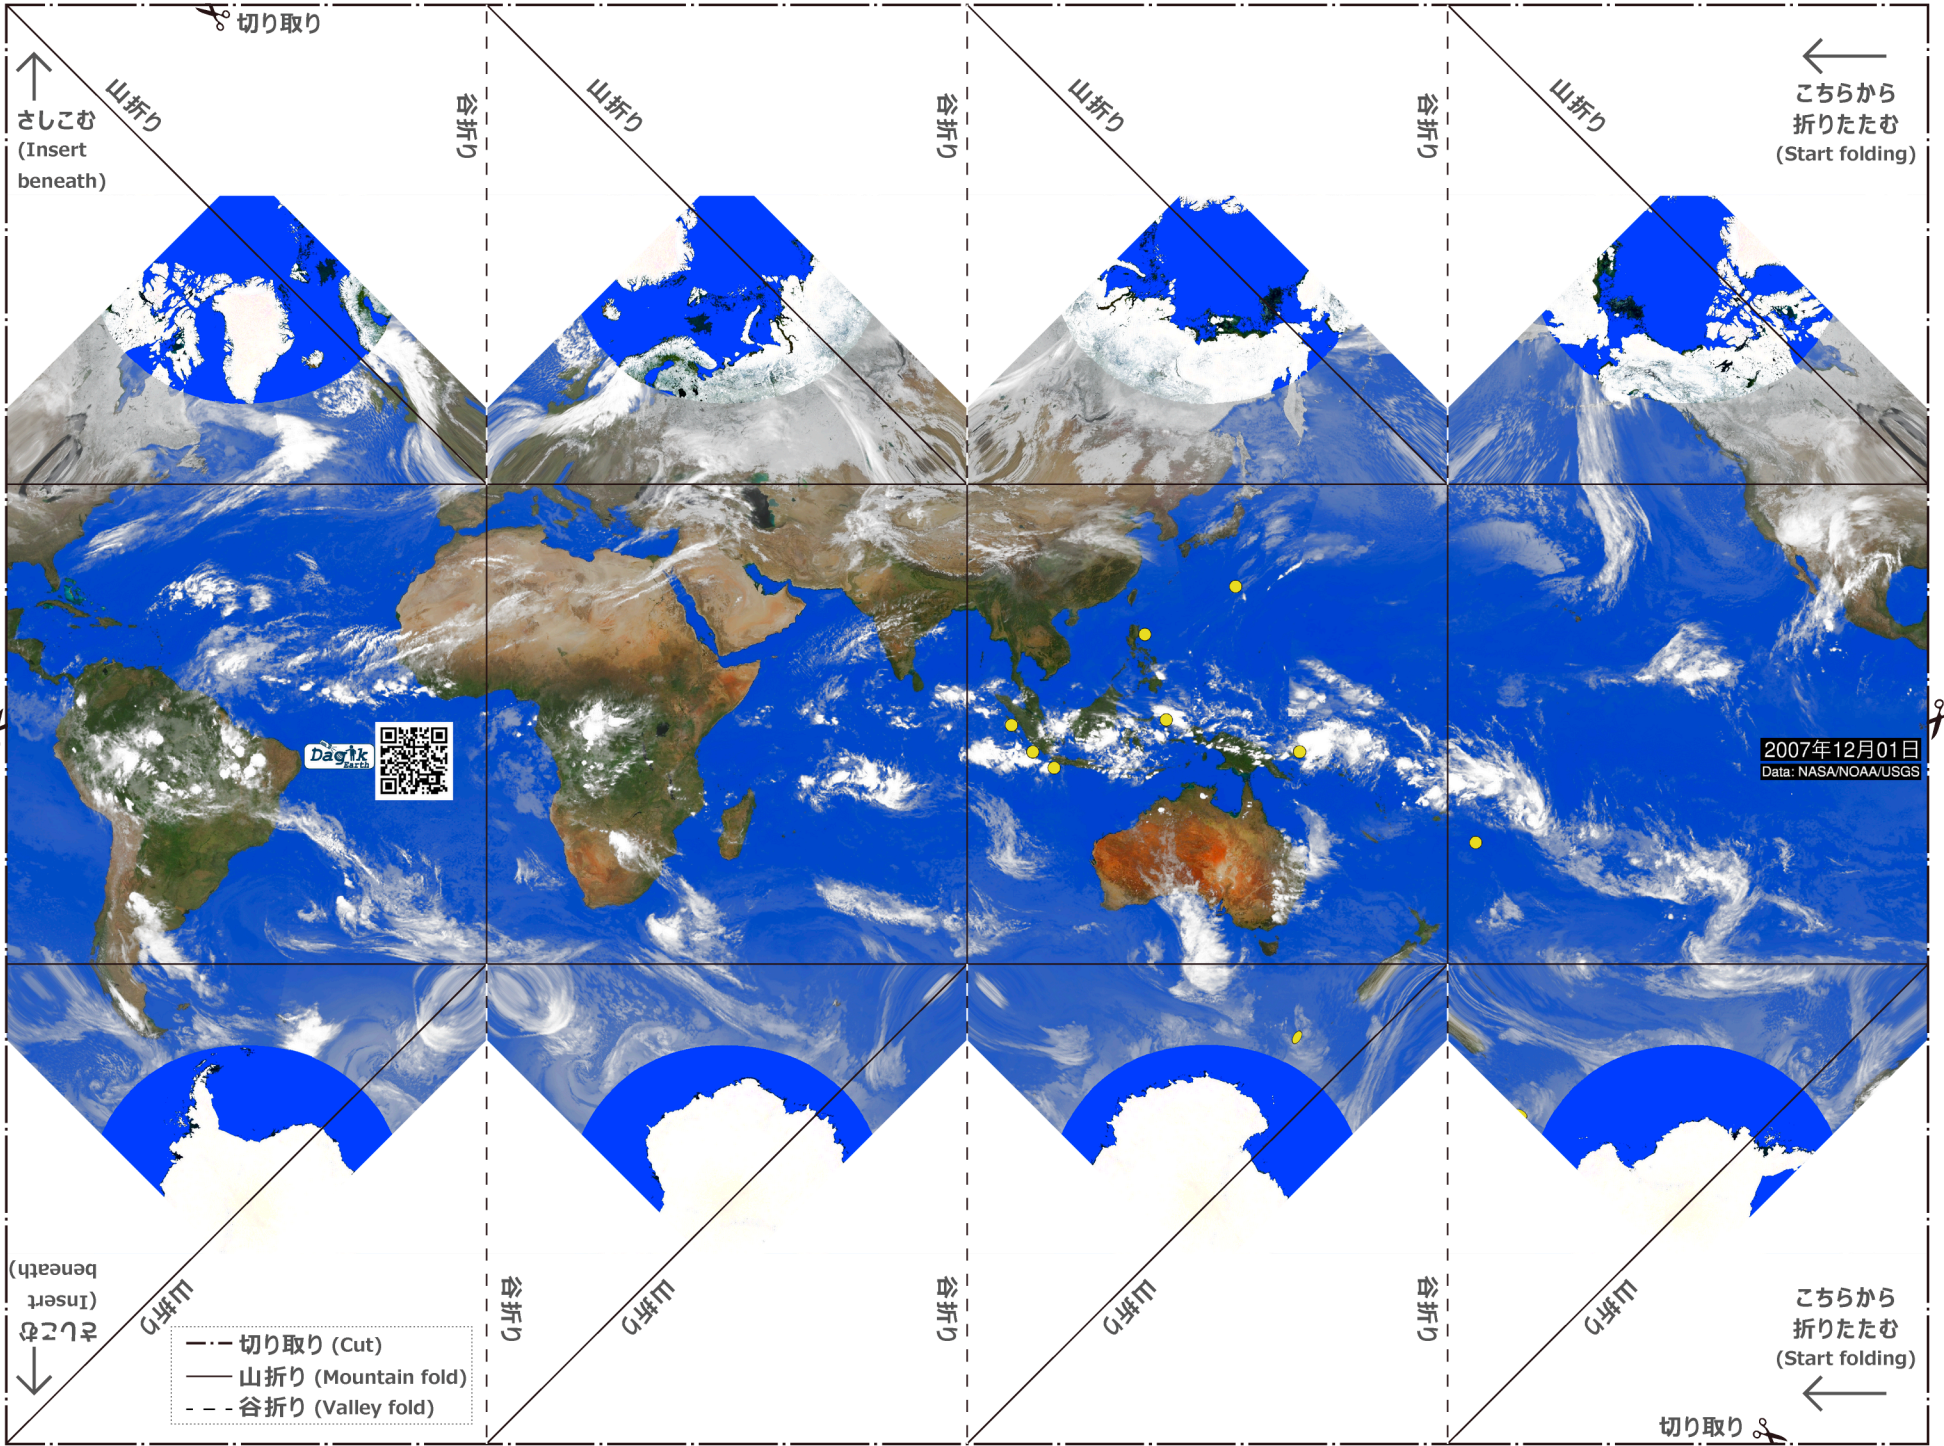 切り取り
山折り
谷折り
山折り
谷折り
山折り
谷折り
山折り
さしこむ
(Insert
beneath)
こちらから
折りたたむ
(Start folding)
Dagik
Earth
2007年12月01日
Data: NASA/NOAA/USGS
さしこむ
(Insert
beneath)
山折り
谷折り
山折り
谷折り
山折り
谷折り
山折り
こちらから
折りたたむ
(Start folding)
切り取り (Cut)
山折り (Mountain fold)
谷折り (Valley fold)
切り取り